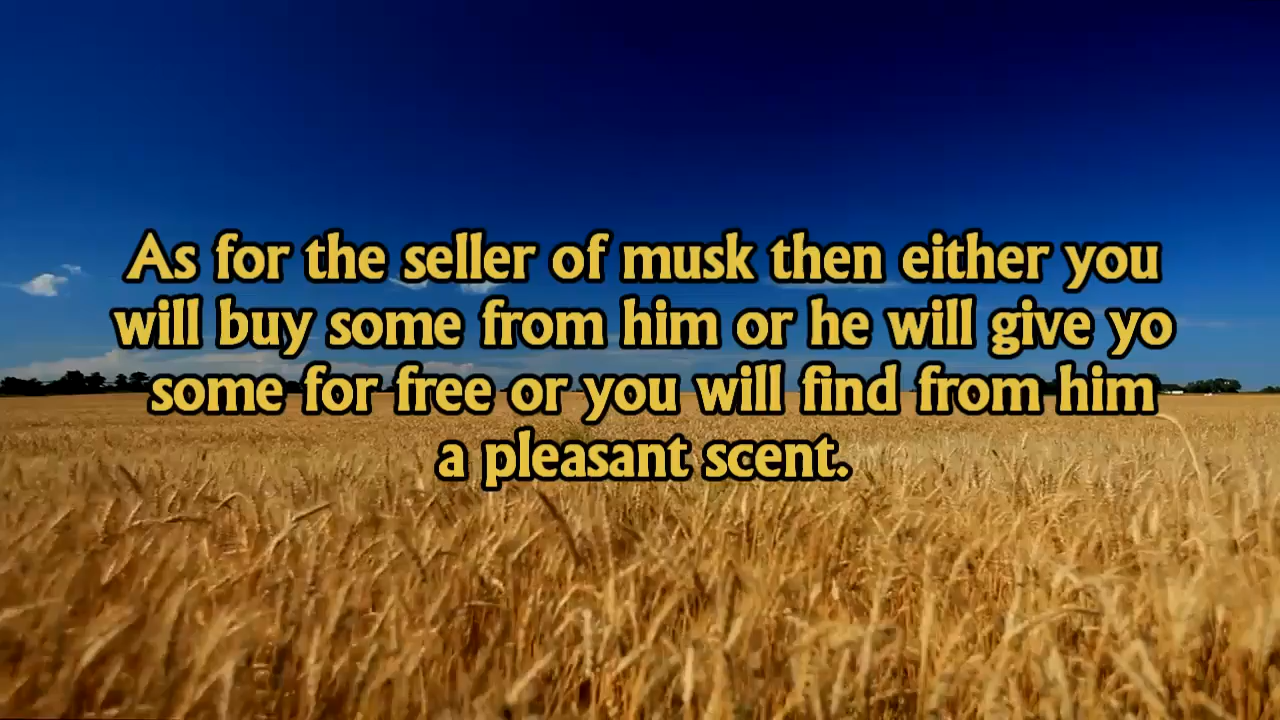 As for the seller of musk then either you
will buy some from him or he will give yo
some for free or you will find from him
a pleasant scent.